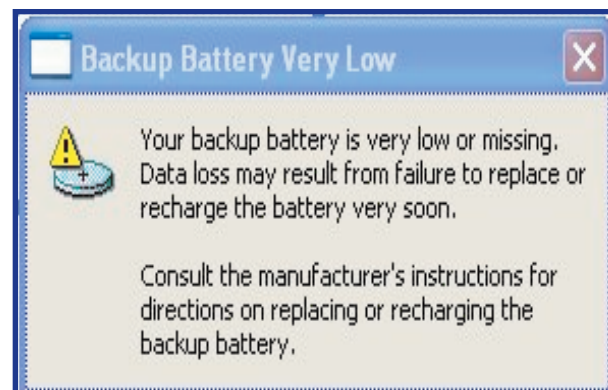 Backup Battery Very Low
Your backup battery is very low or missing.
Data loss may result from failure to replace or
recharge the battery very soon.
Consult the manufacturer's instructions for
directions on replacing or recharging the
backup battery.